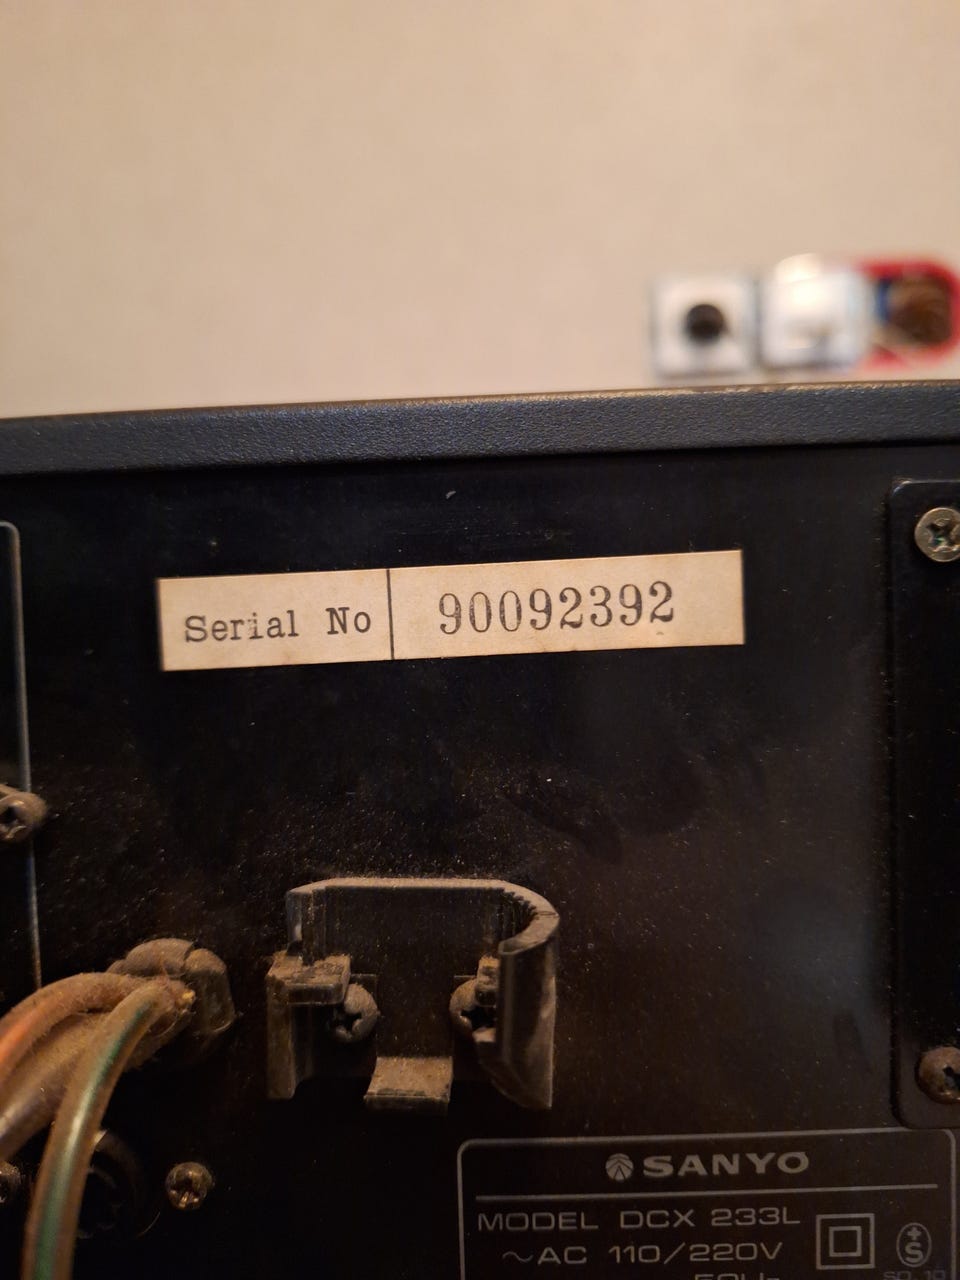 Serial No 90092392
SANYO
MODEL DCX 233L
~AC 110/220V
S